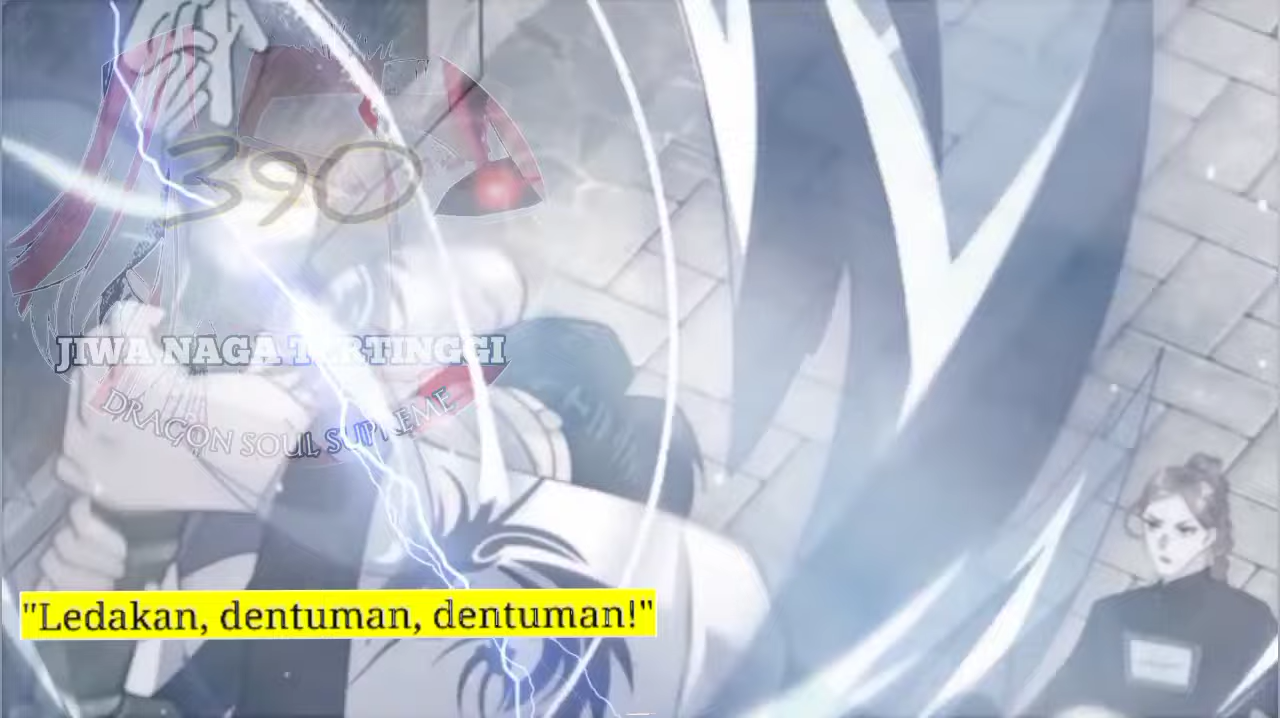 390
JIWA NAGA TERTINGGI
DRAGON SOUL SUPREME
"Ledakan, dentuman, dentuman!"